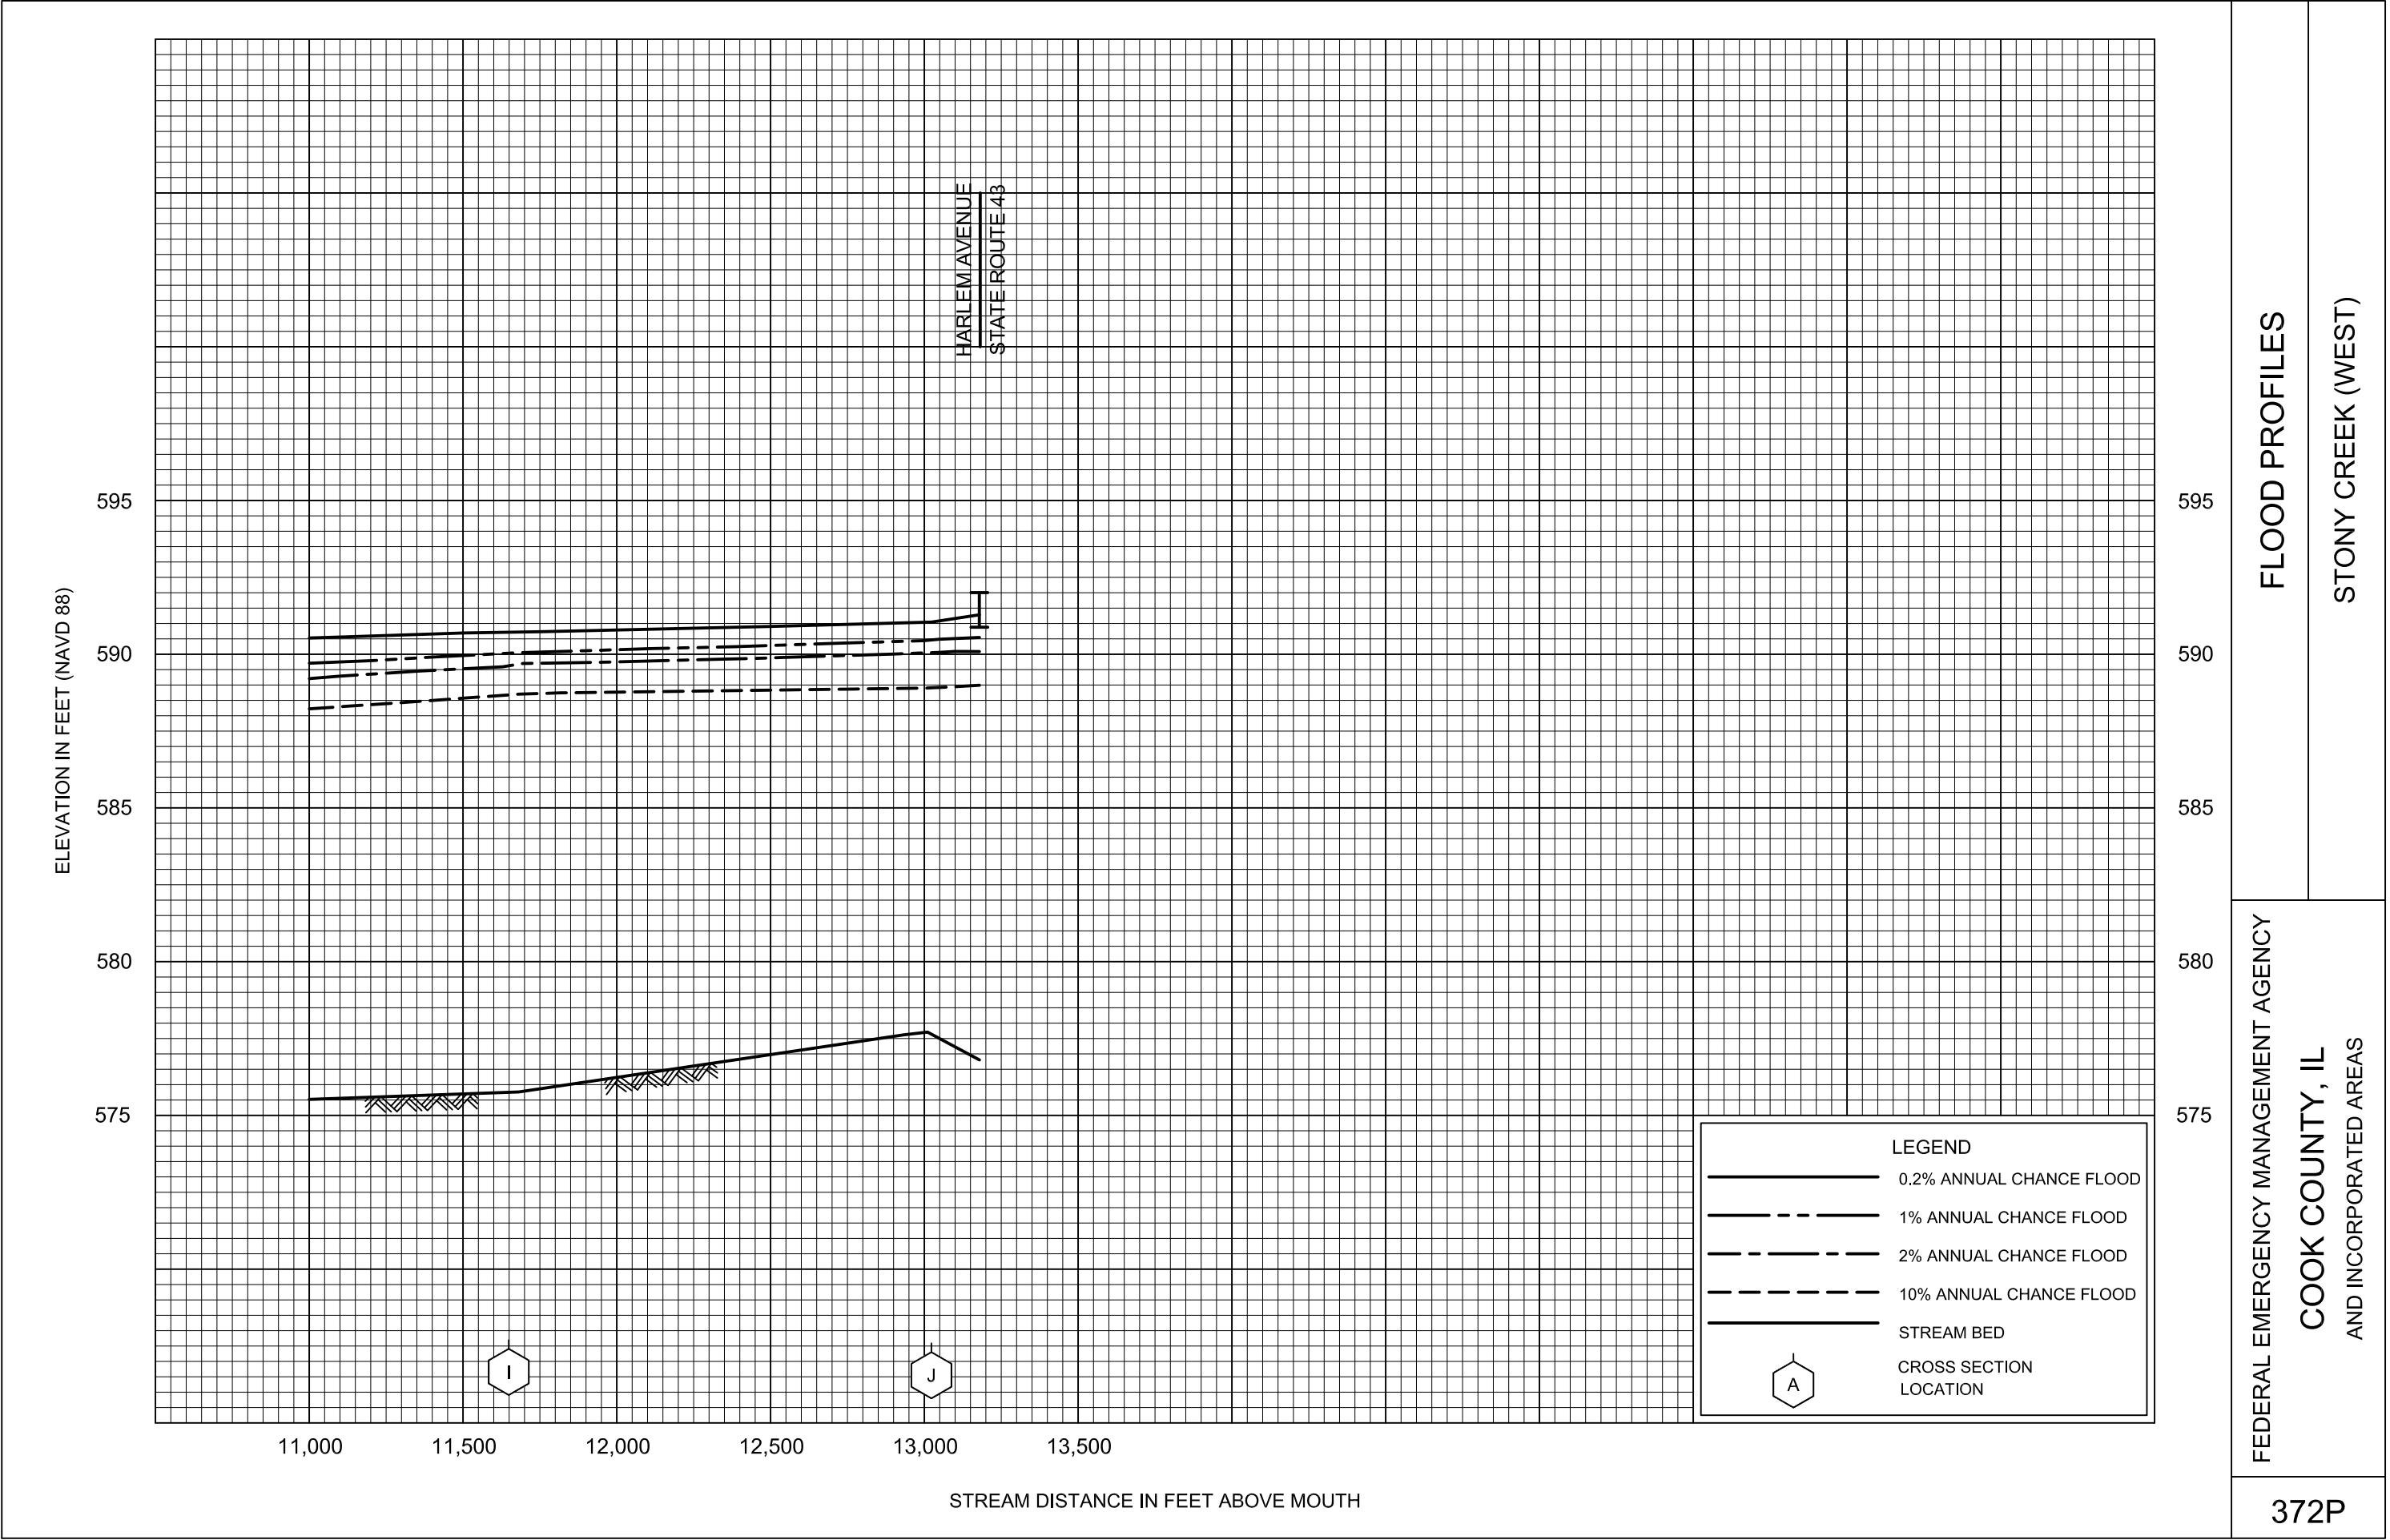 HARLEM AVENUE
STATE ROUTE 43
ELEVATION IN FEET (NAVD 88)
595
590
585
580
575
595
590
585
580
575
I
J
11,000
11,500
12,000
12,500
13,000
13,500
STREAM DISTANCE IN FEET ABOVE MOUTH
LEGEND
0.2% ANNUAL CHANCE FLOOD
1% ANNUAL CHANCE FLOOD
2% ANNUAL CHANCE FLOOD
10% ANNUAL CHANCE FLOOD
STREAM BED
A
CROSS SECTION
LOCATION
FLOOD PROFILES
STONY CREEK (WEST)
FEDERAL EMERGENCY MANAGEMENT AGENCY
COOK COUNTY, IL
AND INCORPORATED AREAS
372P